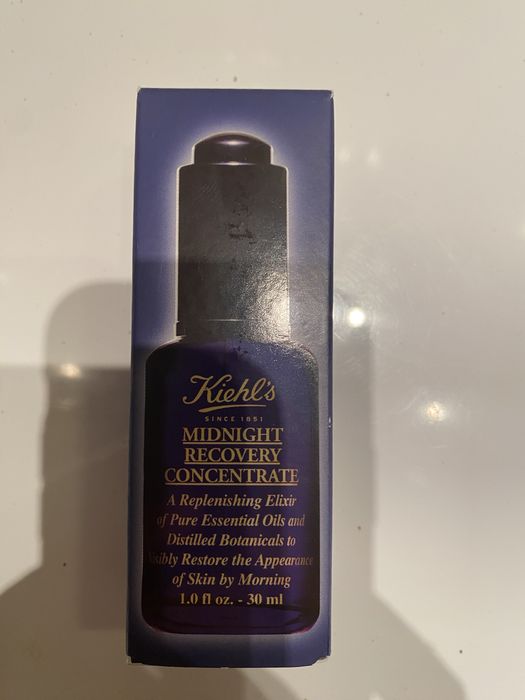 Kiehl's
SINCE 1851
MIDNIGHT
RECOVERY
CONCENTRATE
A Replenishing Elixir
of Pure Essential Oils and
Distilled Botanicals to
Visibly Restore the Appearance
of Skin by Morning
1.0 fl oz. - 30 ml